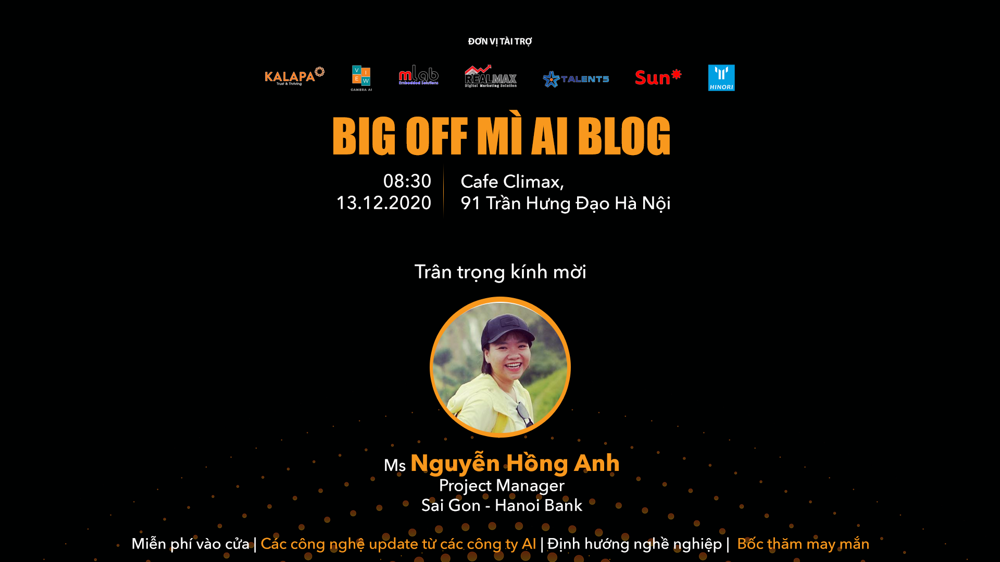 ĐƠN VỊ TÀI TRỢ
KALAPA
Trust & Thriving
VIEW
CAMERA AI
mlab
Embedded Solutions
REALMAX
Digital Marketing Solution
TALENT5
Sun*
HINORI
BIG OFF MÌ AI BLOG
08:30
13.12.2020
Cafe Climax,
91 Trần Hưng Đạo Hà Nội
Trân trọng kính mời
Ms Nguyễn Hồng Anh
Project Manager
Sai Gon - Hanoi Bank
Miễn phí vào cửa | Các công nghệ update từ các công ty AI | Định hướng nghề nghiệp | Bốc thăm may mắn